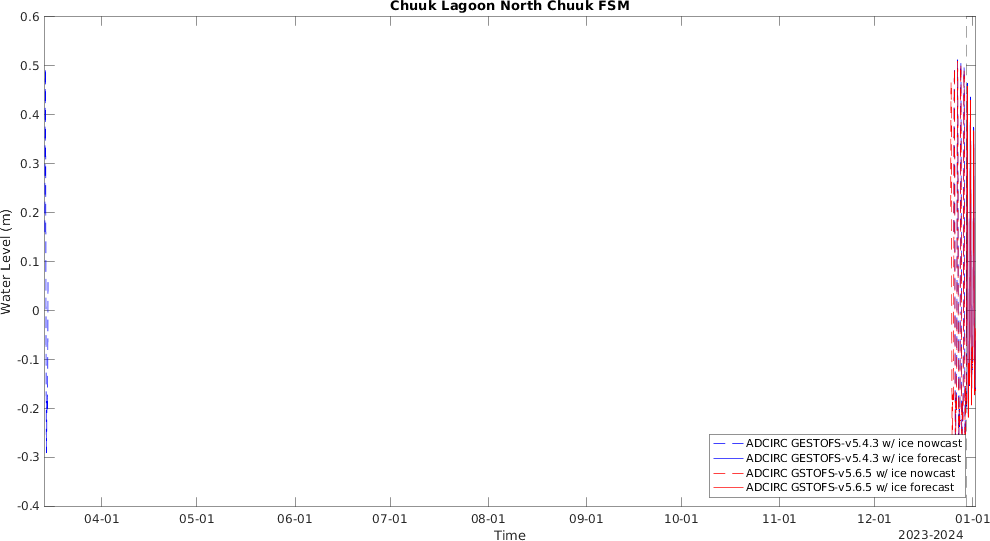 Chuuk Lagoon North Chuuk FSM
0.6
0.5
0.4
0.3
0.2
0.1
0
-0.1
-0.2
-0.3
-0.4
Water Level (m)
ADCIRC GESTOFS-v5.4.3 w/ ice nowcast
ADCIRC GESTOFS-v5.4.3 w/ ice forecast
ADCIRC GSTOFS-v5.6.5 w/ ice nowcast
ADCIRC GSTOFS-v5.6.5 w/ ice forecast
04-01 05-01 06-01 07-01 08-01 09-01 10-01 11-01 12-01 01-01
Time
2023-2024